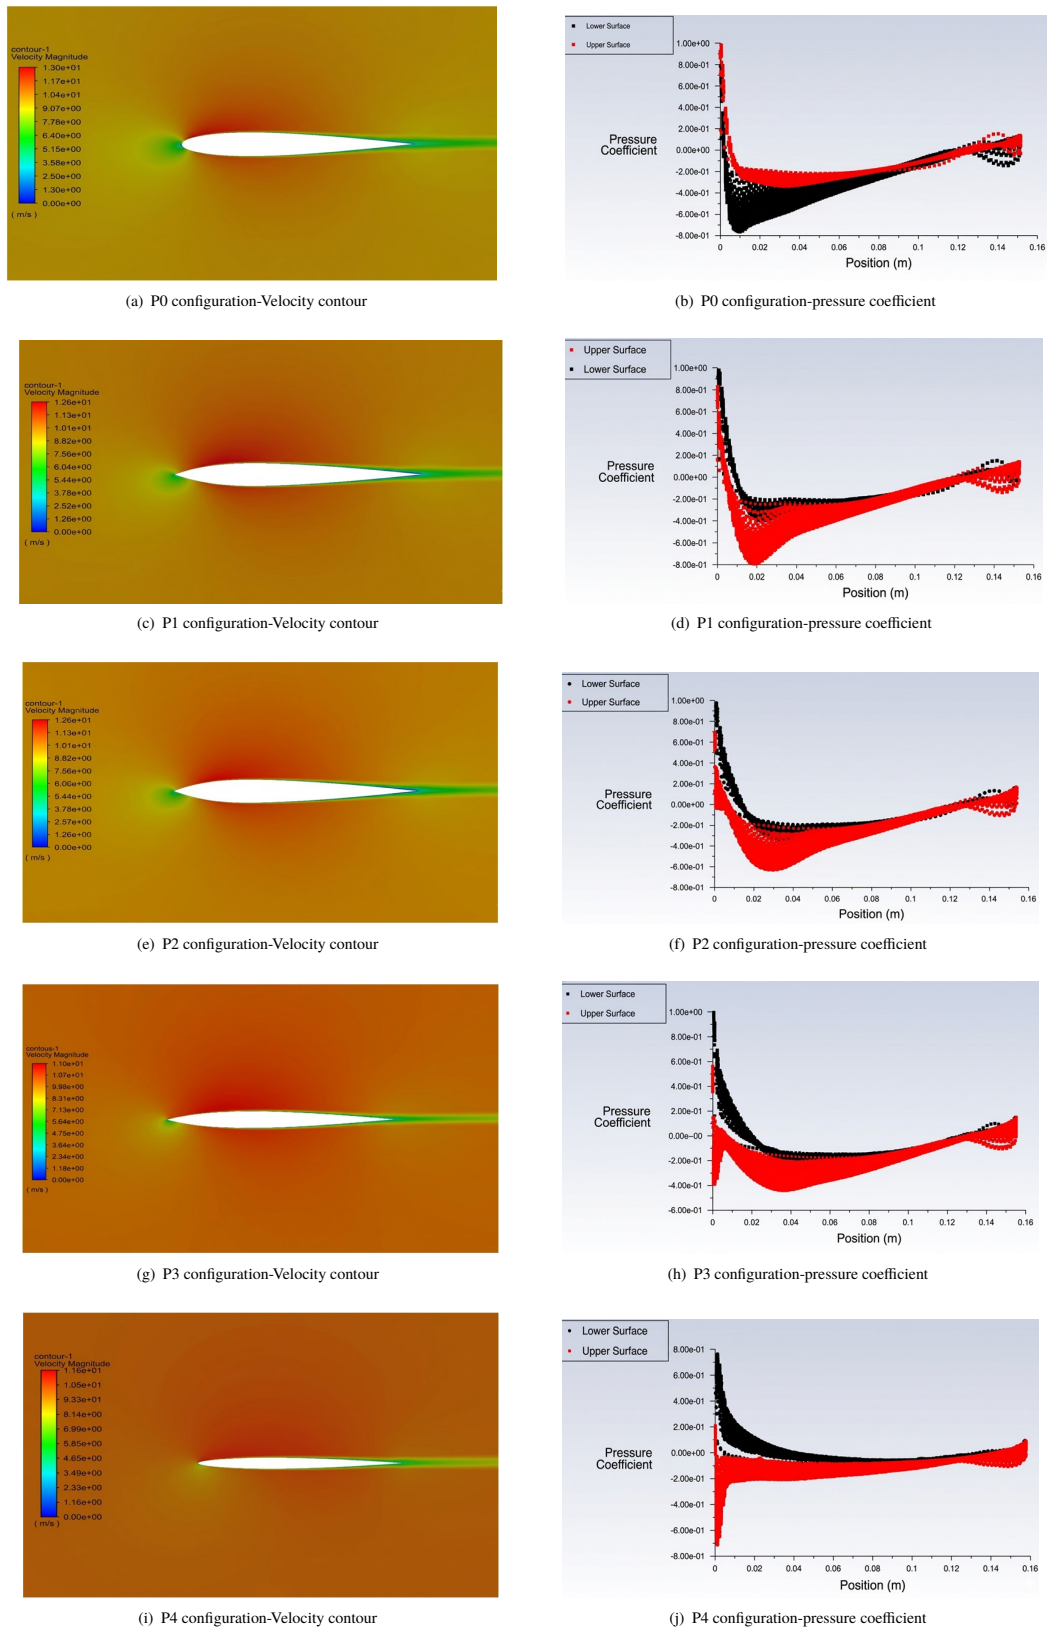 contour-1
Velocity Magnitude
1.30e+01
1.17e+01
1.04e+01
9.07e+00
7.80e+00
6.40e+00
5.15e+00
3.58e+00
2.50e+00
1.30e+00
0.00e+00
( m/s )
(a) P0 configuration-Velocity contour
Lower Surface
Upper Surface
1.00e+00
8.00e-01
6.00e-01
4.00e-01
2.00e-01
0.00e+00
-2.00e-01
-4.00e-01
-6.00e-01
-8.00e-01
Pressure
Coefficient
0 0.02 0.04 0.06 0.08 0.1 0.12 0.14 0.16
Position (m)
(b) P0 configuration-pressure coefficient
contour-1
Velocity Magnitude
1.26e+01
1.13e+01
1.01e+01
8.82e+00
7.56e+00
6.04e+00
5.44e+00
3.78e+00
2.52e+00
1.26e+00
0.00e+00
( m/s )
(c) P1 configuration-Velocity contour
Upper Surface
Lower Surface
1.00e+00
8.00e-01
6.00e-01
4.00e-01
2.00e-01
0.00e+00
-2.00e-01
-4.00e-01
-6.00e-01
-8.00e-01
Pressure
Coefficient
0 0.02 0.04 0.06 0.08 0.1 0.12 0.14 0.16
Position (m)
(d) P1 configuration-pressure coefficient
contour-1
Velocity Magnitude
1.26e+01
1.13e+01
1.01e+01
8.82e+00
7.56e+00
6.06e+00
5.44e+00
3.78e+00
2.57e+00
1.26e+00
0.00e+00
( m/s )
(e) P2 configuration-Velocity contour
Lower Surface
Upper Surface
1.00e+00
8.00e-01
6.00e-01
4.00e-01
2.00e-01
0.00e+00
-2.00e-01
-4.00e-01
-6.00e-01
-8.00e-01
Pressure
Coefficient
0 0.02 0.04 0.06 0.08 0.1 0.12 0.14 0.16
Position (m)
(f) P2 configuration-pressure coefficient
Velocity Magnitude
1.10e+01
1.07e+01
9.98e+00
8.31e+00
7.13e+00
5.64e+00
4.75e+00
3.64e+00
2.34e+00
1.18e+00
0.00e+00
( m/s )
(g) P3 configuration-Velocity contour
Lower Surface
Upper Surface
1.00e+00
8.00e-01
6.00e-01
4.00e-01
2.00e-01
0.00e+00
-2.00e-01
-4.00e-01
-6.00e-01
Pressure
Coefficient
0 0.02 0.04 0.06 0.08 0.1 0.12 0.14 0.16
Position (m)
(h) P3 configuration-pressure coefficient
contour-1
Velocity Magnitude
1.16e+01
1.05e+01
9.33e+00
8.14e+00
6.99e+00
5.85e+00
4.65e+00
3.49e+00
2.33e+00
1.16e+00
0.00e+00
( m/s )
(i) P4 configuration-Velocity contour
Lower Surface
Upper Surface
8.00e-01
6.00e-01
4.00e-01
2.00e-01
0.00e+00
-2.00e-01
-4.00e-01
-6.00e-01
-8.00e-01
Pressure
Coefficient
0 0.02 0.04 0.06 0.08 0.1 0.12 0.14 0.16
Position (m)
(j) P4 configuration-pressure coefficient